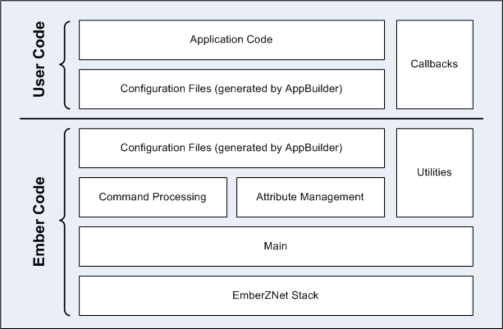 User Code
Application Code
Configuration Files (generated by AppBuilder)
Callbacks
Ember Code
Configuration Files (generated by AppBuilder)
Utilities
Command Processing
Attribute Management
Main
EmberZNet Stack